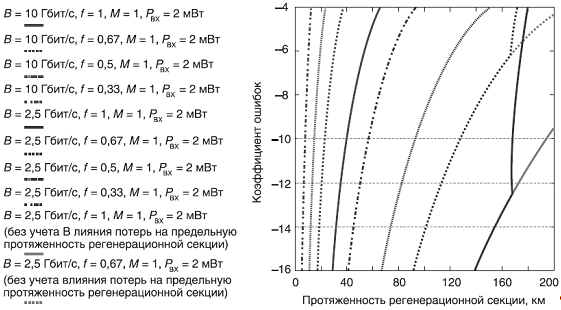 B = 10 Гбит/с, f = 1, M = 1, Pвх = 2 мВт
B = 10 Гбит/с, f = 0,67, M = 1, Pвх = 2 мВт
B = 10 Гбит/с, f = 0,5, M = 1, Pвх = 2 мВт
B = 10 Гбит/с, f = 0,33, M = 1, Pвх = 2 мВт
B = 2,5 Гбит/с, f = 1, M = 1, Pвх = 2 мВт
B = 2,5 Гбит/с, f = 0,67, M = 1, Pвх = 2 мВт
B = 2,5 Гбит/с, f = 0,5, M = 1, Pвх = 2 мВт
B = 2,5 Гбит/с, f = 0,33, M = 1, Pвх = 2 мВт
B = 2,5 Гбит/с, f = 1, M = 1, Pвх = 2 мВт
(без учета В лияния потерь на предельную
протяженность регенерационной секции)
B = 2,5 Гбит/с, f = 0,67, M = 1, Pвх = 2 мВт
(без учета влияния потерь на предельную
протяженность регенерационной секции)
Коэффициент ошибок
–4
–6
–8
–10
–12
–14
–16
0 20 40 60 80 100 120 140 160 180 200
Протяженность регенерационной секции, км